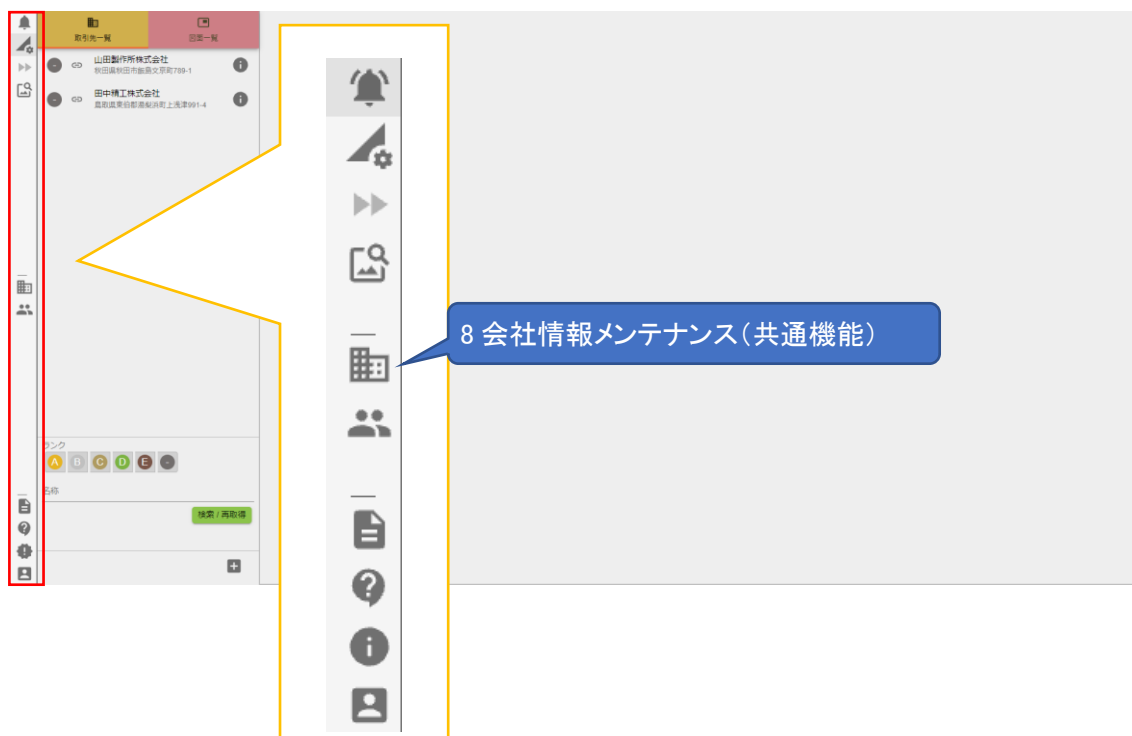 取引先一覧
図面一覧
山田製作所株式会社
秋田県秋田市飯島文京町789-1
田中精工株式会社
鳥取県東伯郡湯梨浜町上浅津991-4
8 会社情報メンテナンス（共通機能）
ランク
A B C D E -
名称
検索 / 再取得